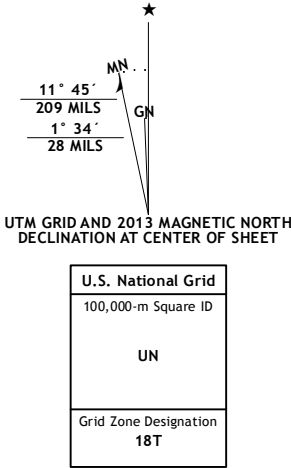 MN
11° 45´
209 MILS
GN
1° 34´
28 MILS
UTM GRID AND 2013 MAGNETIC NORTH
DECLINATION AT CENTER OF SHEET
U.S. National Grid
100,000-m Square ID
UN
Grid Zone Designation
18T